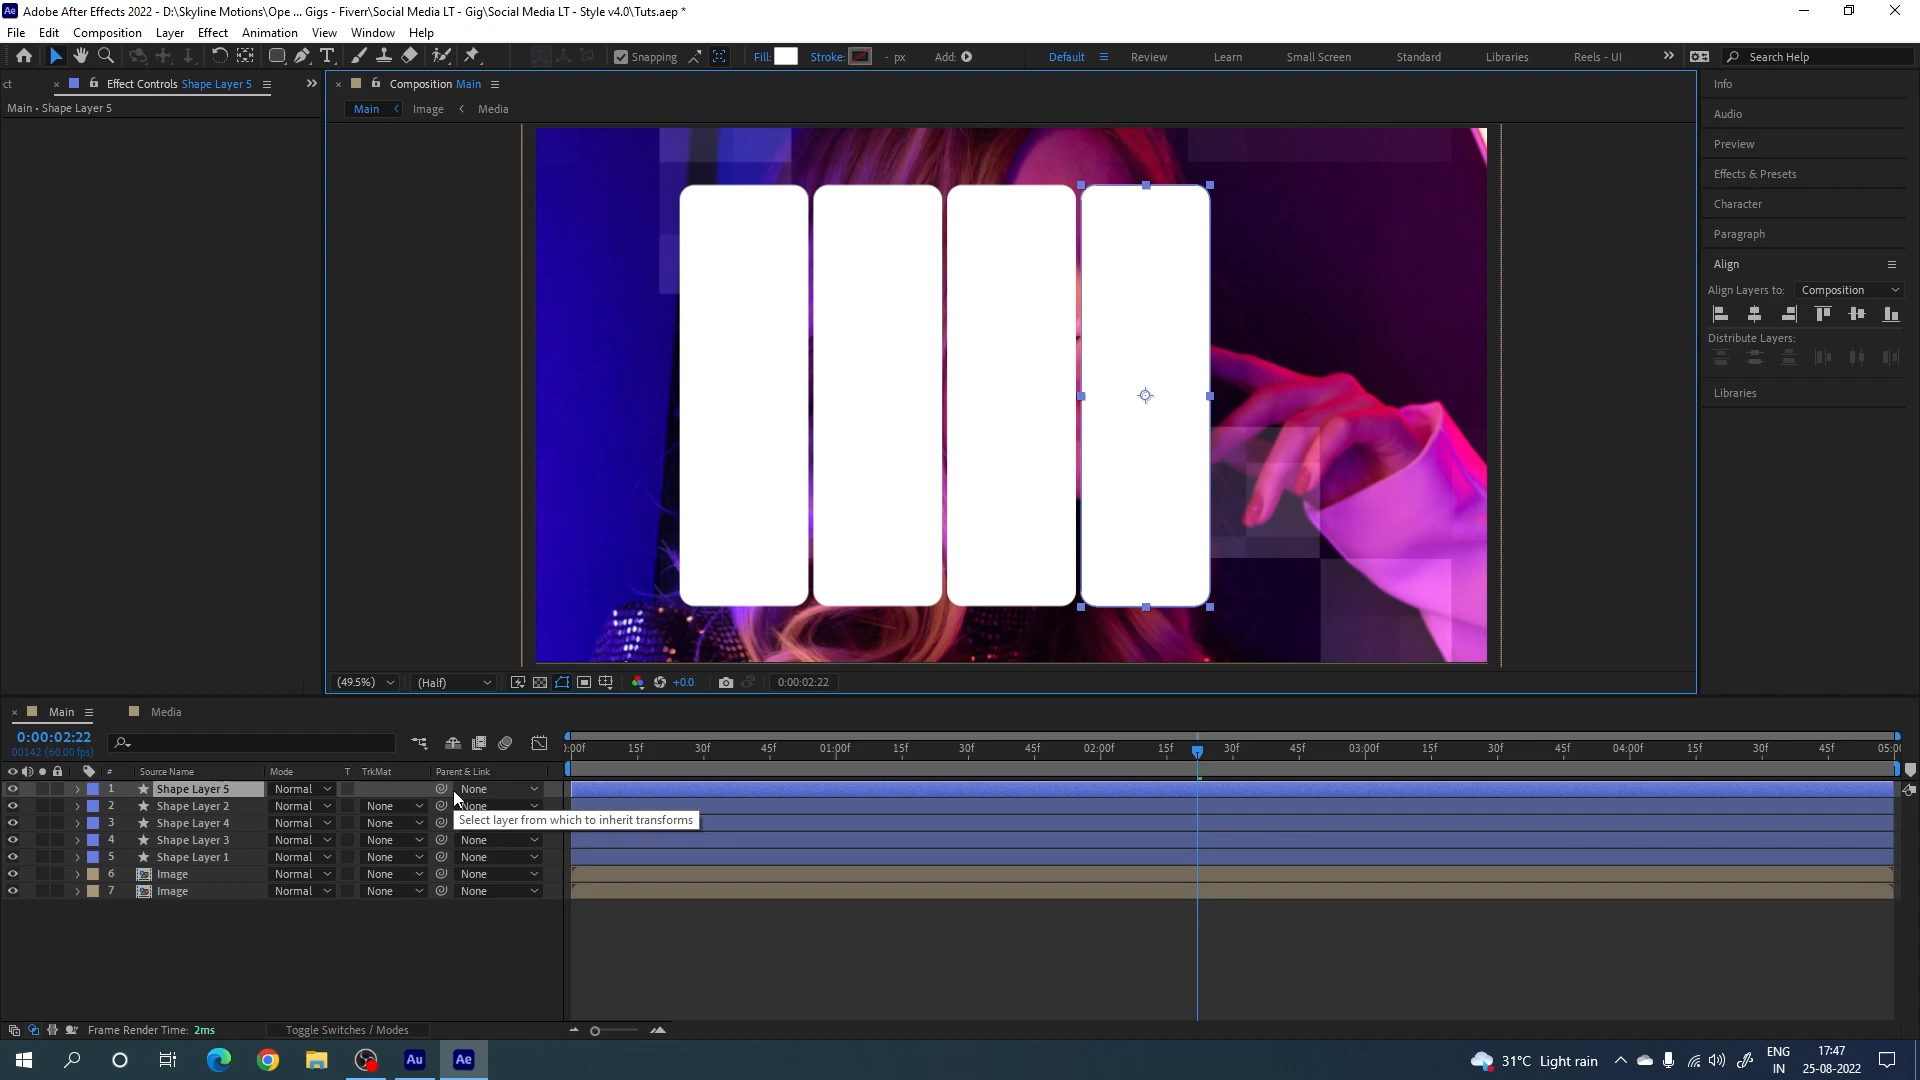 Ae Adobe After Effects 2022 - D:\Skyline Motions\Ope ... Gigs - Fiverr\Social Media LT - Gig\Social Media LT - Style v4.0\Tuts.aep *
File Edit Composition Layer Effect Animation View Window Help
Snapping Fill: Stroke: - px Add: Default Review Learn Small Screen Standard Libraries Reels - UI Search Help
ct × Effect Controls Shape Layer 5
Main • Shape Layer 5
× Composition Main
Main Image Media
Info
Audio
Preview
Effects & Presets
Character
Paragraph
Align
Align Layers to: Composition
Distribute Layers:
Libraries
(49.5%) (Half) +0.0 0:00:02:22
× Main Media
0:00:02:22
00142 (60.00 fps)
):00f 15f 30f 45f 01:00f 15f 30f 45f 02:00f 15f 30f 45f 03:00f 15f 30f 45f 04:00f 15f 30f 45f 05:00f
# Source Name Mode T TrkMat Parent & Link
1 Shape Layer 5 Normal None
2 Shape Layer 2 Normal None None
Select layer from which to inherit transforms
3 Shape Layer 4 Normal None
4 Shape Layer 3 Normal None None
5 Shape Layer 1 Normal None None
6 Image Normal None None
7 Image Normal None None
Frame Render Time: 2ms Toggle Switches / Modes
Au Ae 31°C Light rain ENG 17:47
IN 25-08-2022